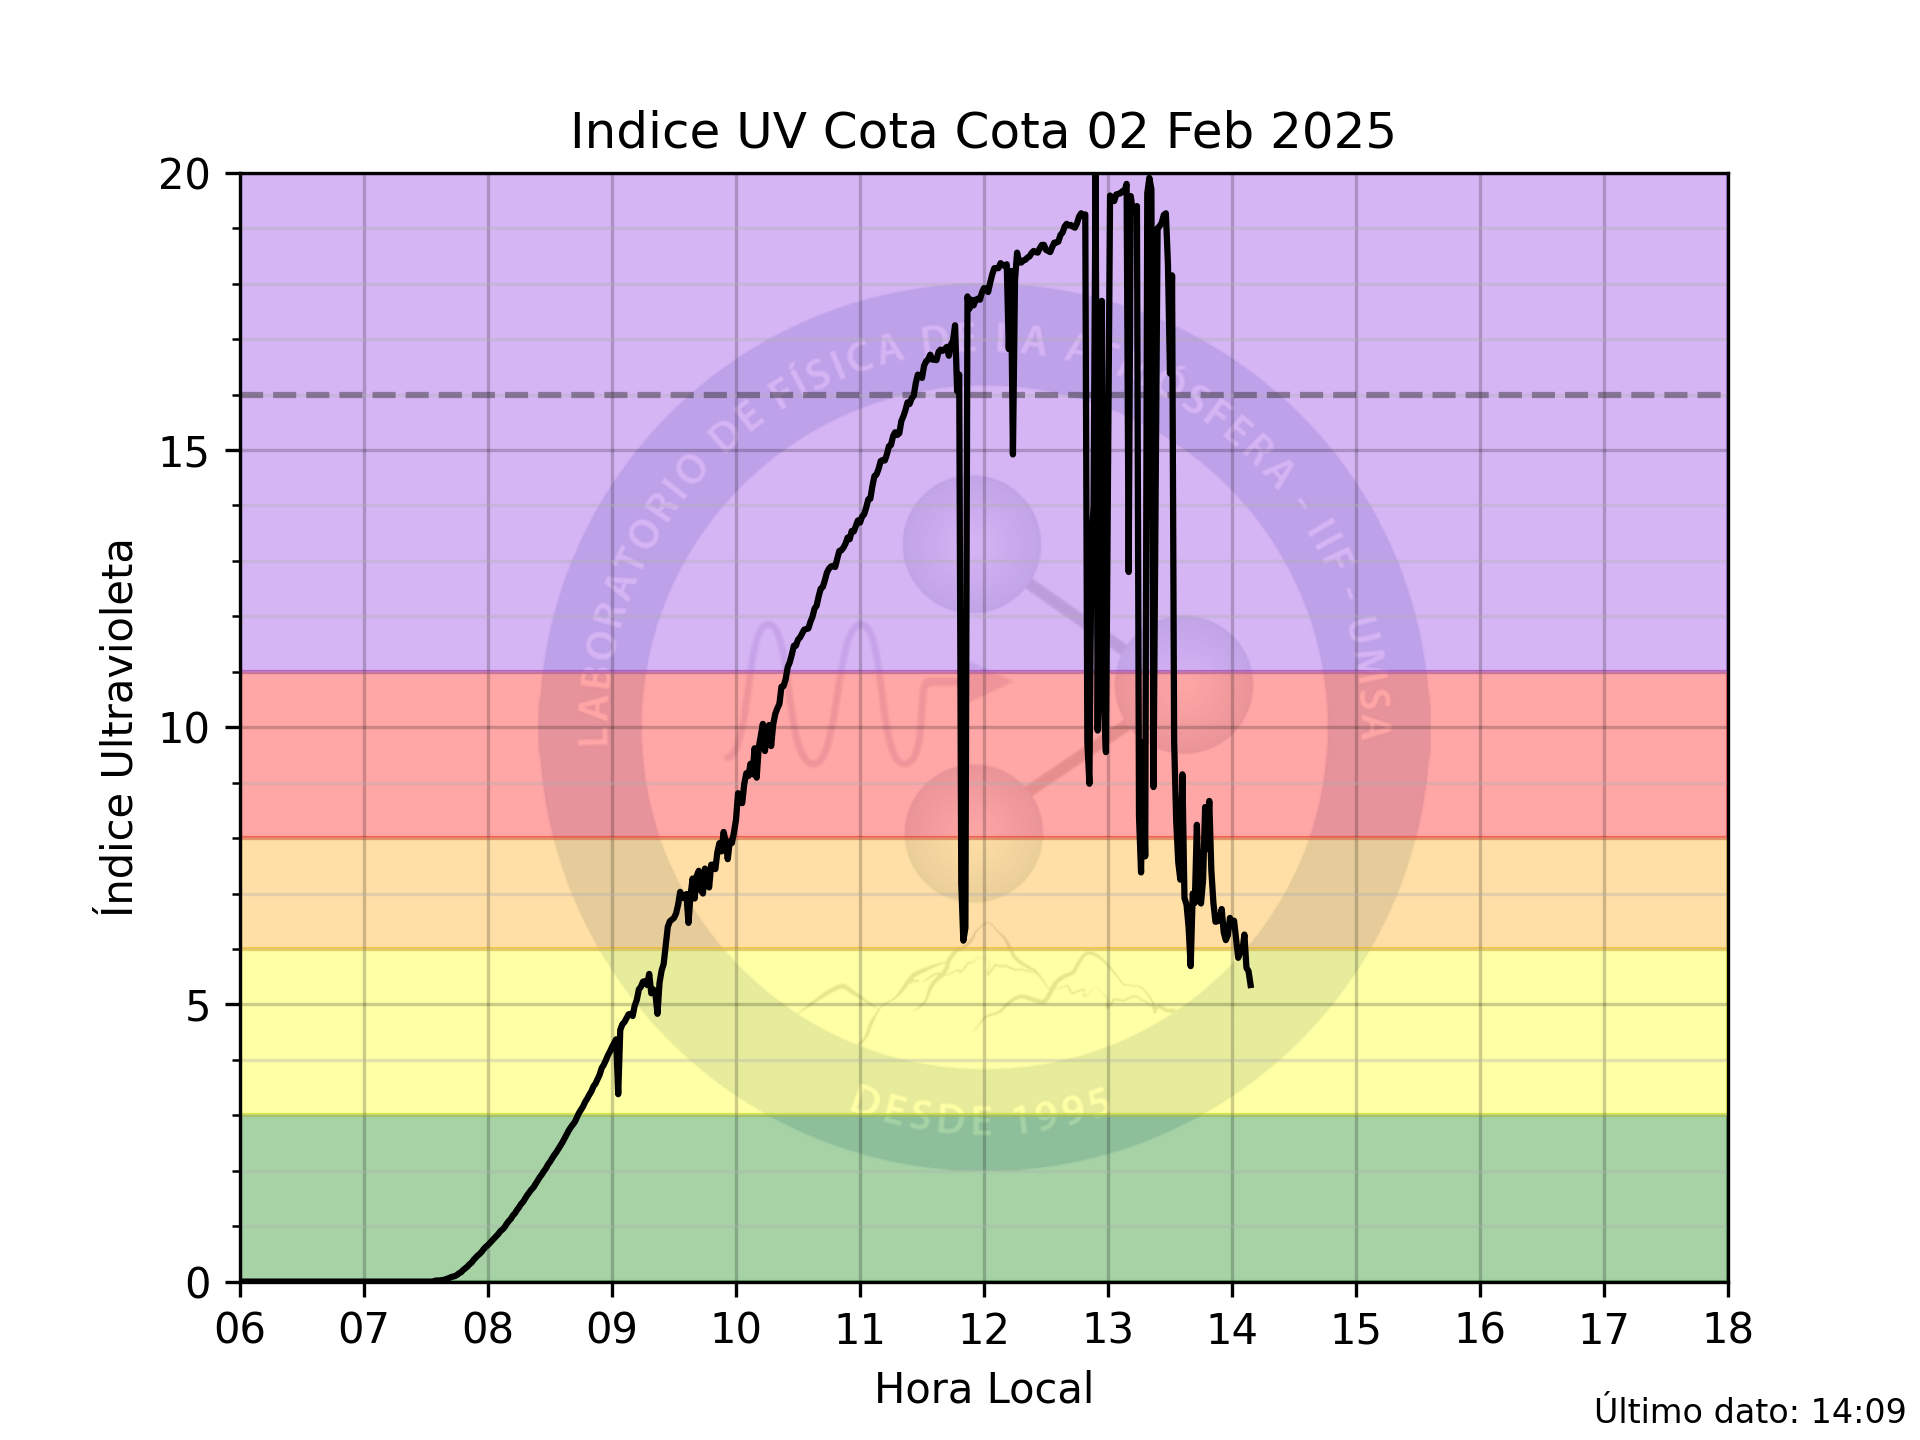 Indice UV Cota Cota 02 Feb 2025
20
15
10
5
0
Índice Ultravioleta
LABORATORIO DE FÍSICA DE LA ATMÓSFERA - IIF - UMSA
DESDE 1995
06 07 08 09 10 11 12 13 14 15 16 17 18
Hora Local
Último dato: 14:09